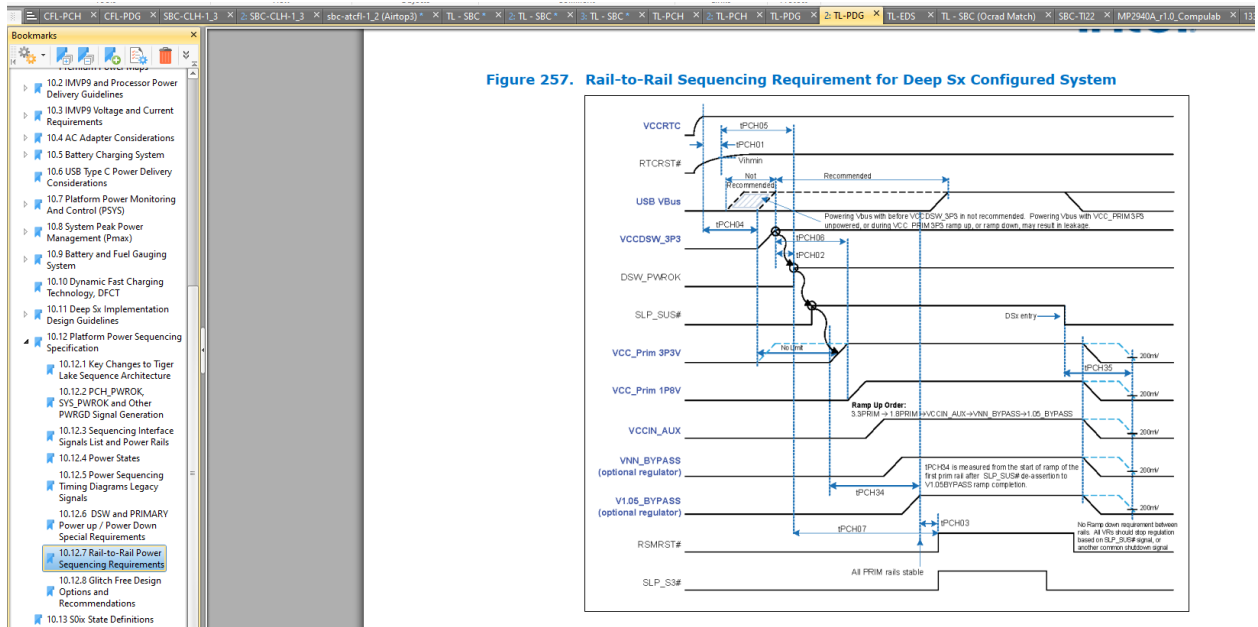 CFL-PCH × CFL-PDG × SBC-CLH-1_3 × 2: SBC-CLH-1_3 × sbc-atcfl-1_2 (Airtop3) * × TL - SBC * × 2: TL - SBC * × 3: TL - SBC * × TL-PCH × 2: TL-PCH × TL-PDG × 2: TL-PDG × TL-EDS × TL - SBC (Ocrad Match) × SBC-TI22 × MP2940A_r1.0_Compulab × 133
Bookmarks ×
10.2 IMVP9 and Processor Power
Delivery Guidelines
10.3 IMVP9 Voltage and Current
Requirements
10.4 AC Adapter Considerations
10.5 Battery Charging System
10.6 USB Type C Power Delivery
Considerations
10.7 Platform Power Monitoring
And Control (PSYS)
10.8 System Peak Power
Management (Pmax)
10.9 Battery and Fuel Gauging
System
10.10 Dynamic Fast Charging
Technology, DFCT
10.11 Deep Sx Implementation
Design Guidelines
10.12 Platform Power Sequencing
Specification
10.12.1 Key Changes to Tiger
Lake Sequence Architecture
10.12.2 PCH_PWROK,
SYS_PWROK and Other
PWRGD Signal Generation
10.12.3 Sequencing Interface
Signals List and Power Rails
10.12.4 Power States
10.12.5 Power Sequencing
Timing Diagrams Legacy
Signals
10.12.6 DSW and PRIMARY
Power up / Power Down
Special Requirements
10.12.7 Rail-to-Rail Power
Sequencing Requirements
10.12.8 Glitch Free Design
Options and
Recommendations
10.13 S0ix State Definitions
Figure 257. Rail-to-Rail Sequencing Requirement for Deep Sx Configured System
VCCRTC
tPCH05
tPCH01
RTCRST#
Vihmin
Not
Recommended
Recommended
USB VBus
Powering Vbus with before VCCDSW_3P3 in not recommended. Powering Vbus with VCC_PRIM3P3
unpowered, or during VCC_PRIM3P3 ramp up, or ramp down, may result in leakage.
tPCH04
VCCDSW_3P3
tPCH06
tPCH02
DSW_PWROK
SLP_SUS#
DSx entry
VCC_Prim 3P3V
No Limit
200mV
tPCH35
VCC_Prim 1P8V
200mV
Ramp Up Order:
3.3PRIM→1.8PRIM→VCCIN_AUX→VNN_BYPASS→1.05_BYPASS
VCCIN_AUX
200mV
VNN_BYPASS
(optional regulator)
tPCH34 is measured from the start of ramp of the
first prim rail after SLP_SUS# de-assertion to
V1.05BYPASS ramp completion.
200mV
tPCH34
V1.05_BYPASS
(optional regulator)
200mV
tPCH03
tPCH07
RSMRST#
No Ramp down requirement between
rails. All VRs should stop regulation
based on SLP_SUS# signal, or
another common shutdown signal
All PRIM rails stable
SLP_S3#